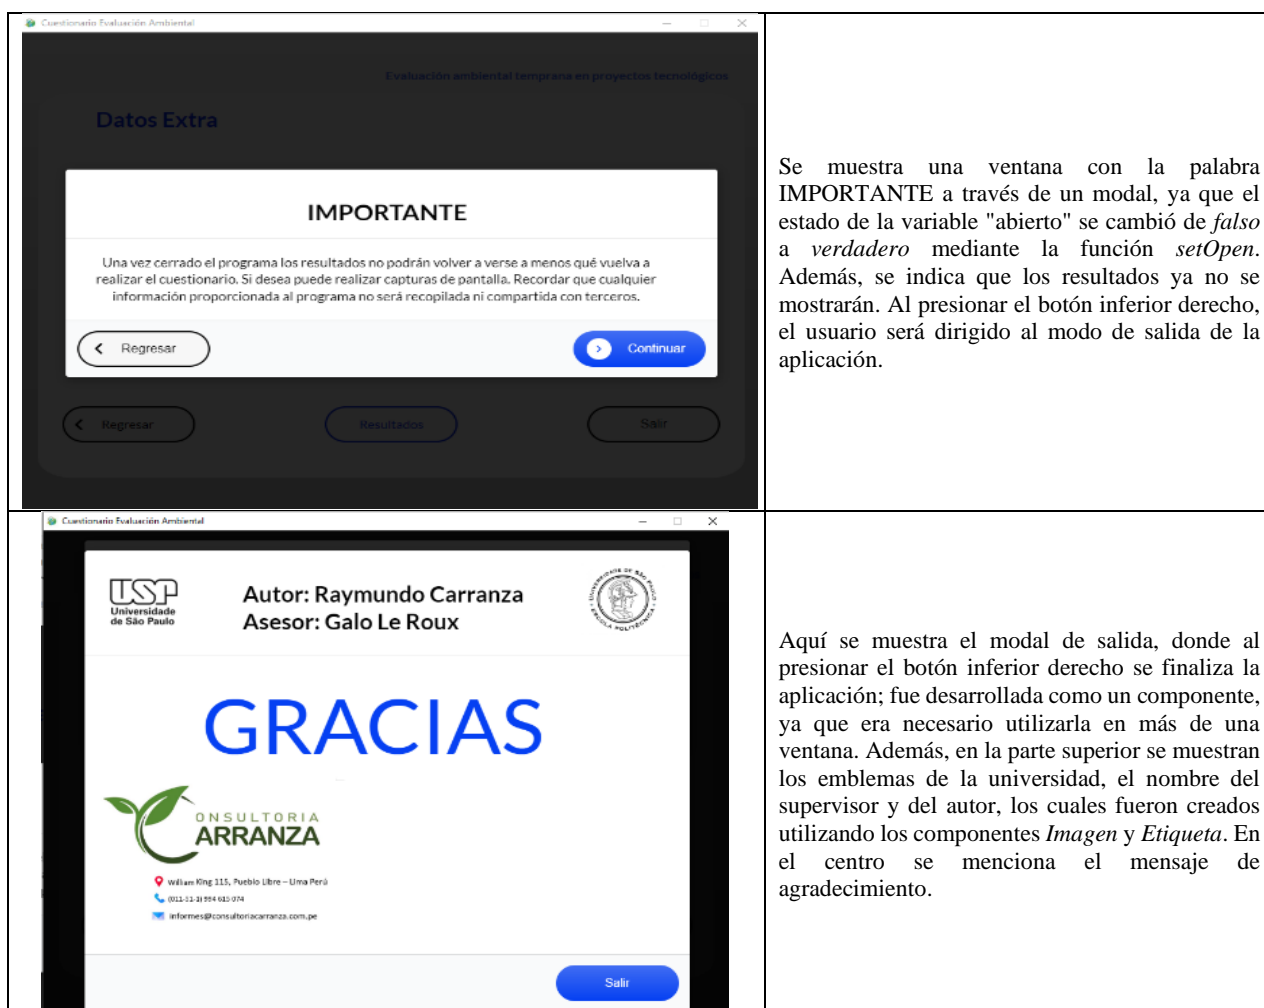 Cuestionario Evaluación Ambiental
Evaluación ambiental temprana en proyectos tecnológicos
Datos Extra
IMPORTANTE
Una vez cerrado el programa los resultados no podrán volver a verse a menos qué vuelva a
realizar el cuestionario. Si desea puede realizar capturas de pantalla. Recordar que cualquier
información proporcionada al programa no será recopilada ni compartida con terceros.
Regresar
Continuar
Regresar
Resultados
Salir
Se muestra una ventana con la palabra
IMPORTANTE a través de un modal, ya que el
estado de la variable "abierto" se cambió de falso
a verdadero mediante la función setOpen.
Además, se indica que los resultados ya no se
mostrarán. Al presionar el botón inferior derecho,
el usuario será dirigido al modo de salida de la
aplicación.
Cuestionario Evaluación Ambiental
USP
Universidade
de São Paulo
Autor: Raymundo Carranza
Asesor: Galo Le Roux
GRACIAS
CONSULTORIA
CARRANZA
William King 115, Pueblo Libre – Lima Perú
994 615 074
informes@consultoriacarranza.com.pe
Salir
Aquí se muestra el modal de salida, donde al
presionar el botón inferior derecho se finaliza la
aplicación; fue desarrollada como un componente,
ya que era necesario utilizarla en más de una
ventana. Además, en la parte superior se muestran
los emblemas de la universidad, el nombre del
supervisor y del autor, los cuales fueron creados
utilizando los componentes Imagen y Etiqueta. En
el centro se menciona el mensaje de
agradecimiento.